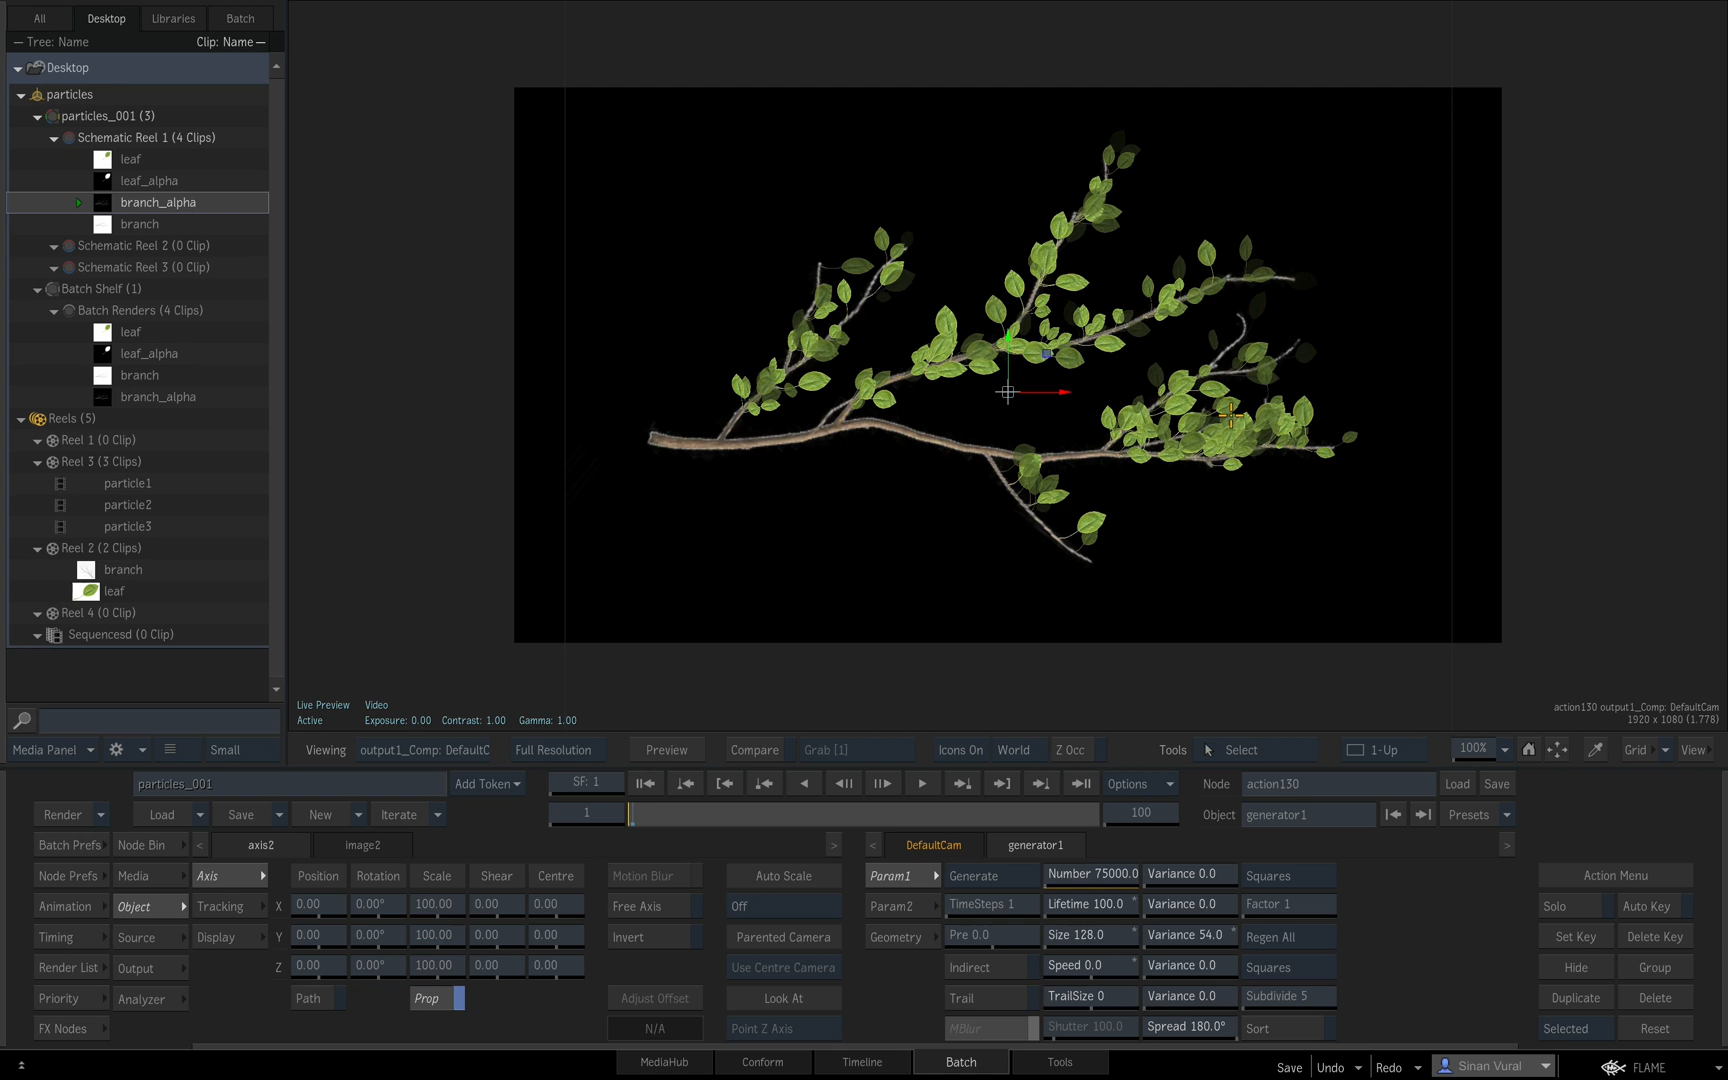 All Desktop Libraries Batch
Tree: Name Clip: Name
Desktop
particles
particles_001 (3)
Schematic Reel 1 (4 Clips)
leaf
leaf_alpha
branch_alpha
branch
Schematic Reel 2 (0 Clip)
Schematic Reel 3 (0 Clip)
Batch Shelf (1)
Batch Renders (4 Clips)
leaf
leaf_alpha
branch
branch_alpha
Reels (5)
Reel 1 (0 Clip)
Reel 3 (3 Clips)
particle1
particle2
particle3
Reel 2 (2 Clips)
branch
leaf
Reel 4 (0 Clip)
Sequencesd (0 Clip)
Live Preview Video
Active Exposure: 0.00 Contrast: 1.00 Gamma: 1.00
action130 output1_Comp: DefaultCam
1920 x 1080 (1.778)
Media Panel Small Viewing output1_Comp: DefaultC Full Resolution Preview Compare Grab [1] Icons On World Z Occ Tools Select 1-Up 100% Grid View
particles_001 Add Token SF: 1 Options Node action130 Load Save
Render Load Save New Iterate 1 100 Object generator1 Presets
Batch Prefs Node Bin < axis2 image2 > < DefaultCam generator1 >
Node Prefs Media Axis Position Rotation Scale Shear Centre Motion Blur Auto Scale Param1 Generate Number 75000.0 Variance 0.0 Squares Action Menu
Animation Object Tracking X 0.00 0.00° 100.00 0.00 0.00 Free Axis Off Param2 TimeSteps 1 Lifetime 100.0 Variance 0.0 Factor 1 Solo Auto Key
Timing Source Display Y 0.00 0.00° 100.00 0.00 0.00 Invert Parented Camera Geometry Pre 0.0 Size 128.0 Variance 54.0 Regen All Set Key Delete Key
Render List Output Z 0.00 0.00° 100.00 0.00 0.00 Use Centre Camera Indirect Speed 0.0 Variance 0.0 Squares Hide Group
Priority Analyzer Path Prop Adjust Offset Look At Trail TrailSize 0 Variance 0.0 Subdivide 5 Duplicate Delete
FX Nodes N/A Point Z Axis MBlur Shutter 100.0 Spread 180.0° Sort Selected Reset
MediaHub Conform Timeline Batch Tools Save Undo Redo Sinan Vural FLAME